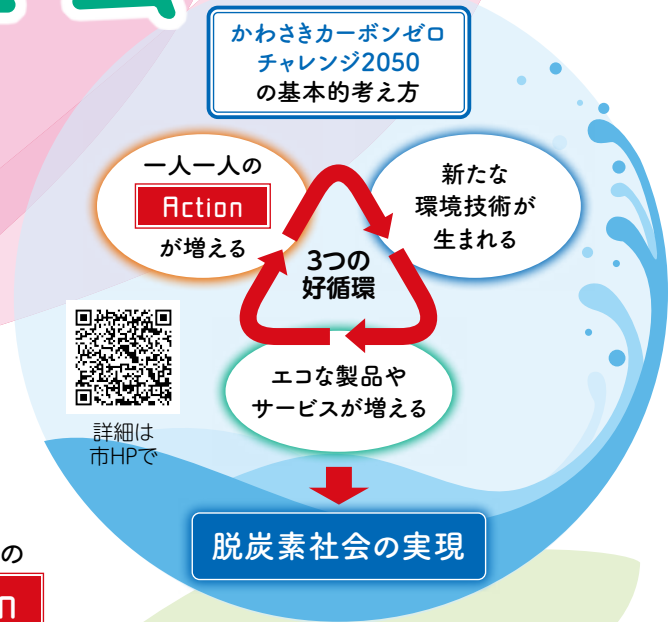 かわさきカーボンゼロ
チャレンジ2050
の基本的考え方
一人一人の
Action
が増える
新たな
環境技術が
生まれる
3つの
好循環
エコな製品や
サービスが増える
詳細は
市HPで
脱炭素社会の実現
の
n